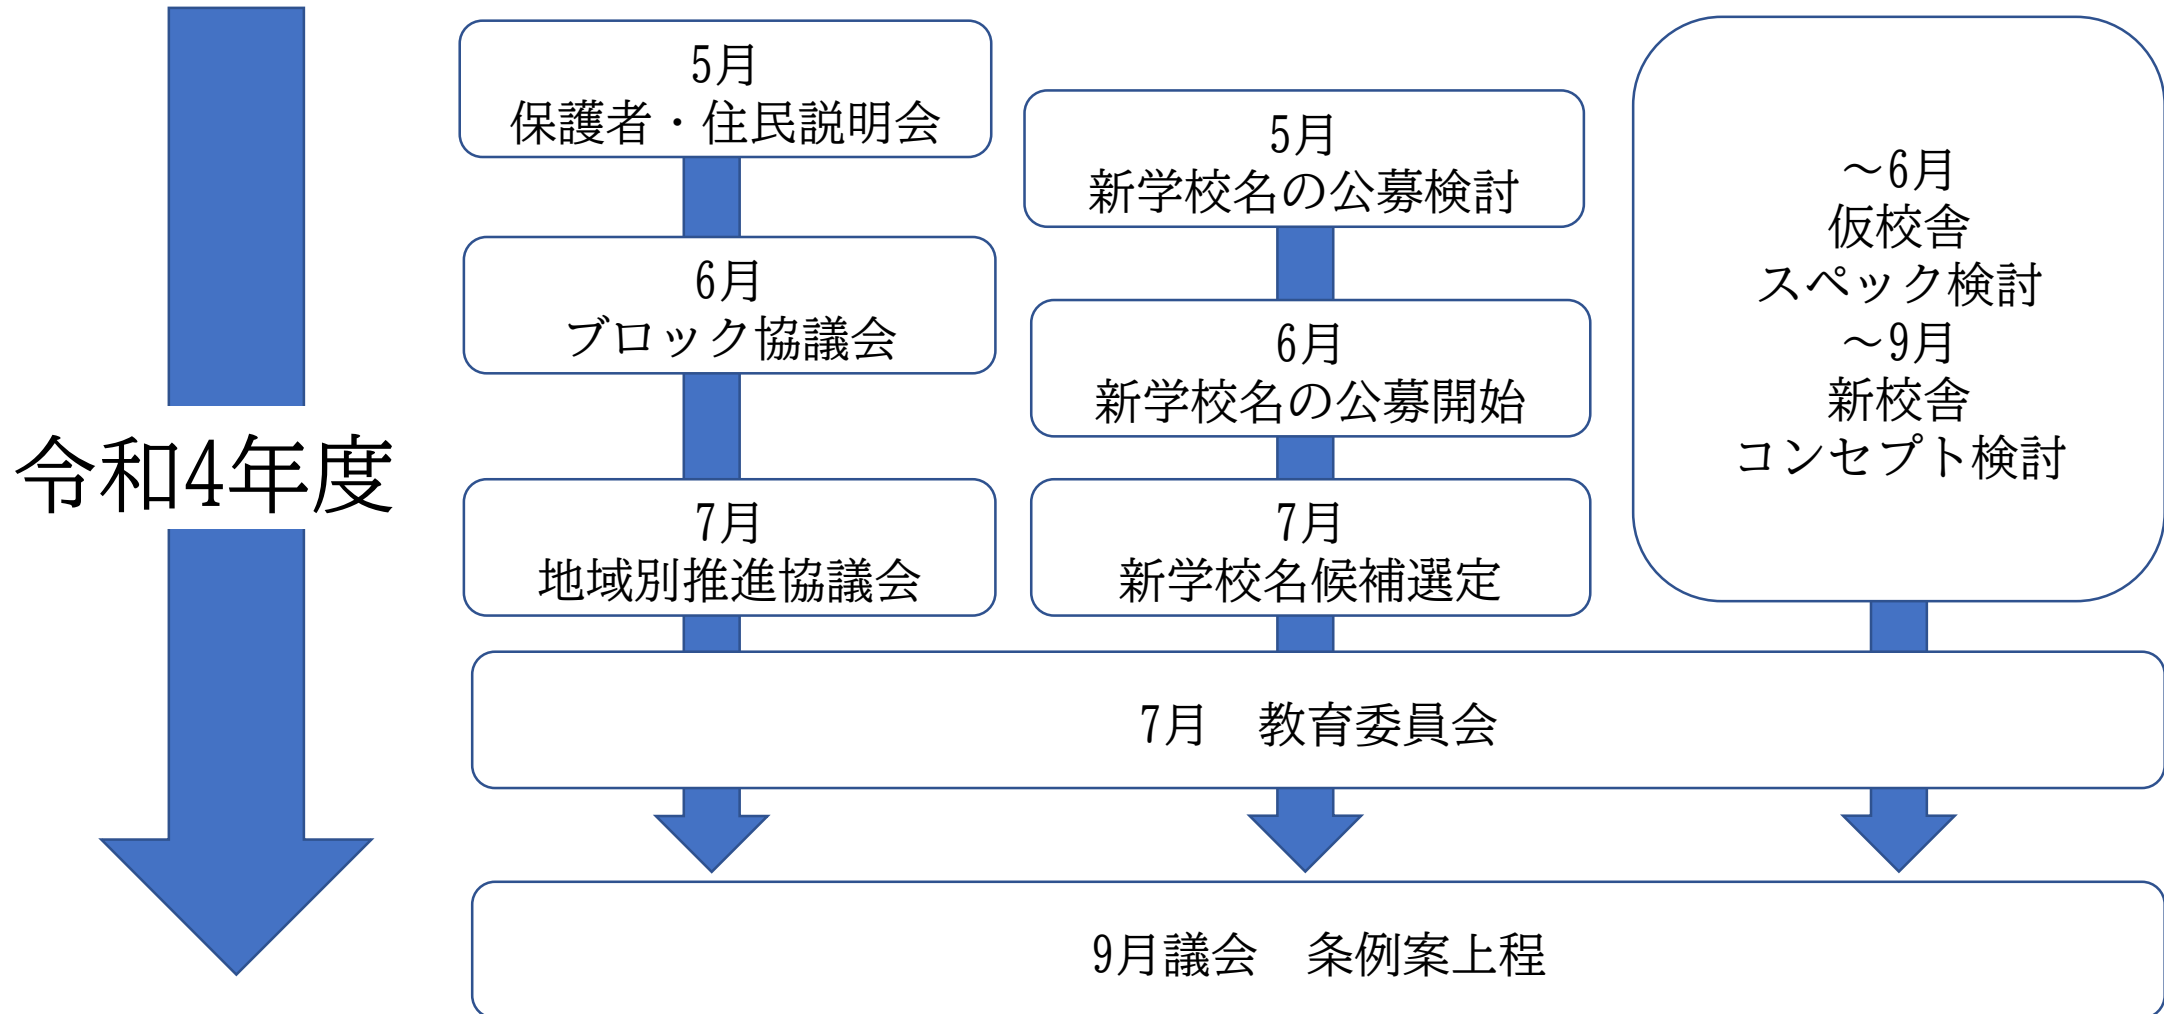 令和4年度
5月
保護者・住民説明会
6月
ブロック協議会
7月
地域別推進協議会
5月
新学校名の公募検討
6月
新学校名の公募開始
7月
新学校名候補選定
～6月
仮校舎
スペック検討
～9月
新校舎
コンセプト検討
7月　教育委員会
9月議会　条例案上程